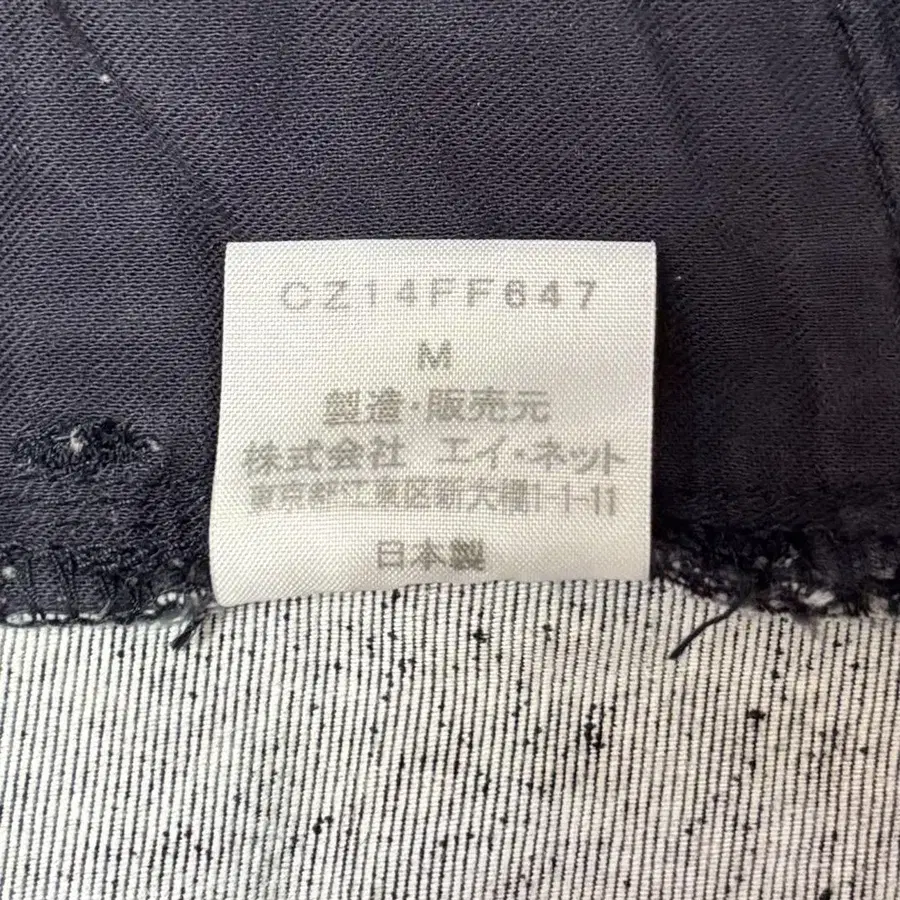 CZ14FF647
M
製造・販売元
株式会社 エイ・ネット
東京都江東区新大橋1-1-11
日本製